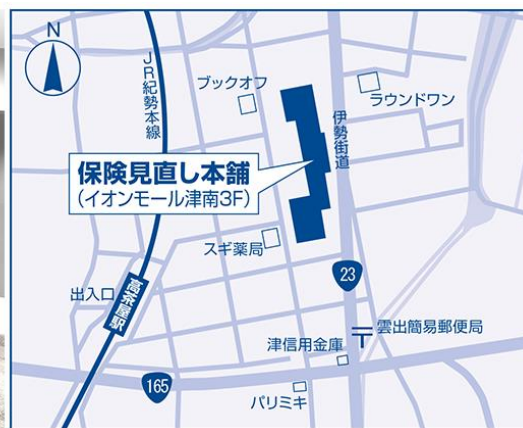 N
JR紀勢本線
ブックオフ
ラウンドワン
伊勢街道
保険見直し本舗
(イオンモール津南3F)
スギ薬局
出入口
高茶屋駅
23
雲出簡易郵便局
津信用金庫
165
パリミキ